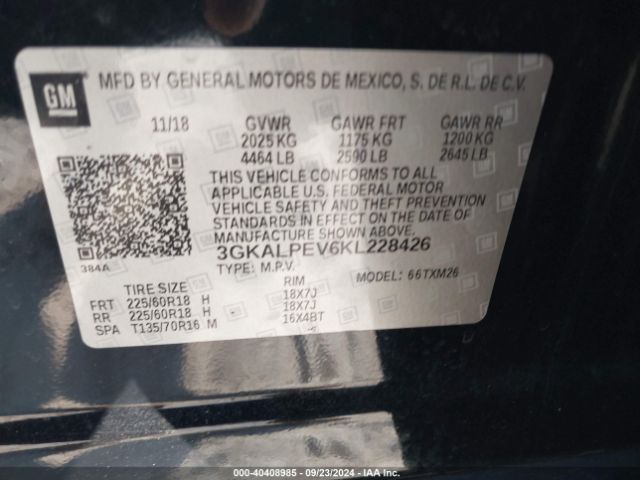 GM
MFD BY GENERAL MOTORS DE MEXICO, S. DE R.L. DE C.V.
11/18 GVWR GAWR FRT GAWR RR
2025 KG 1175 KG 1200 KG
4464 LB 2590 LB 2645 LB
THIS VEHICLE CONFORMS TO ALL
APPLICABLE U.S. FEDERAL MOTOR
VEHICLE SAFETY AND THEFT PREVENTION
STANDARDS IN EFFECT ON THE DATE OF
MANUFACTURE SHOWN ABOVE.
3GKALPEV6KL228426
384A TYPE: M.P.V. MODEL: 66TXM26
TIRE SIZE RIM
FRT 225/60R18 H 18X7J
RR 225/60R18 H 18X7J
SPA T135/70R16 M 16X4BT
000-40408985 - 09/23/2024 - IAA Inc.